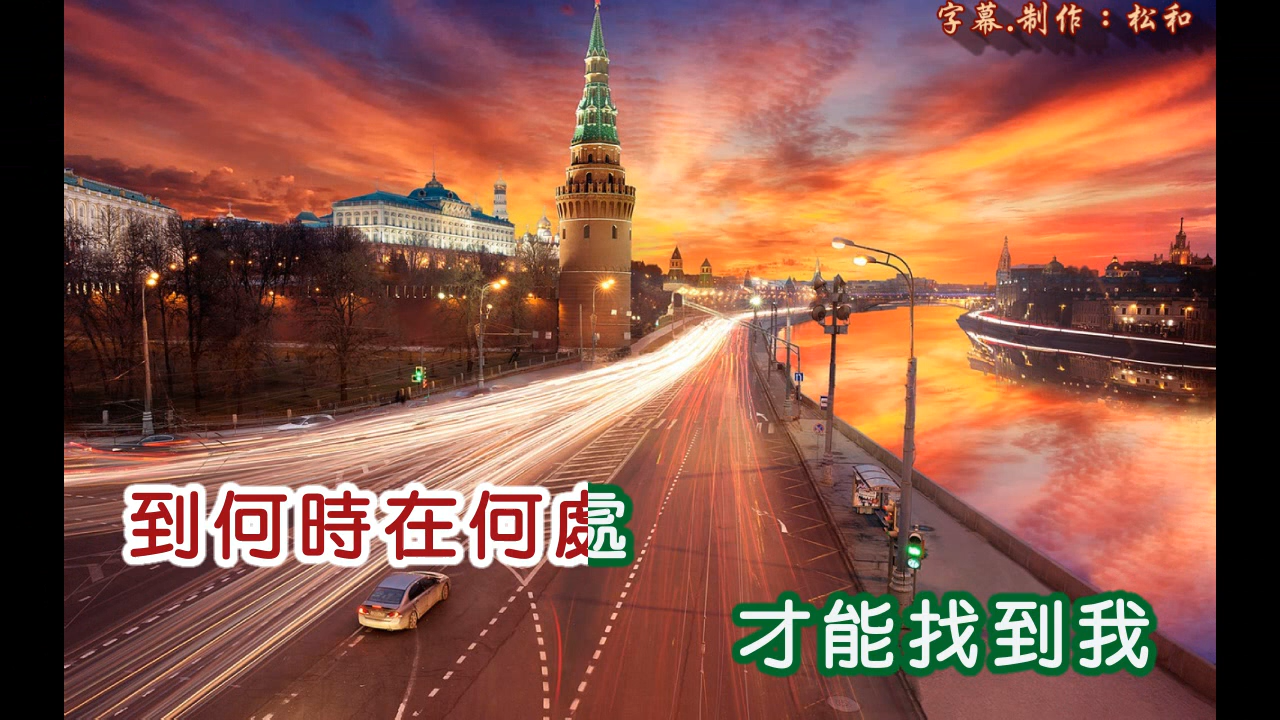 字幕.制作：松和
到何時在何處
才能找到我